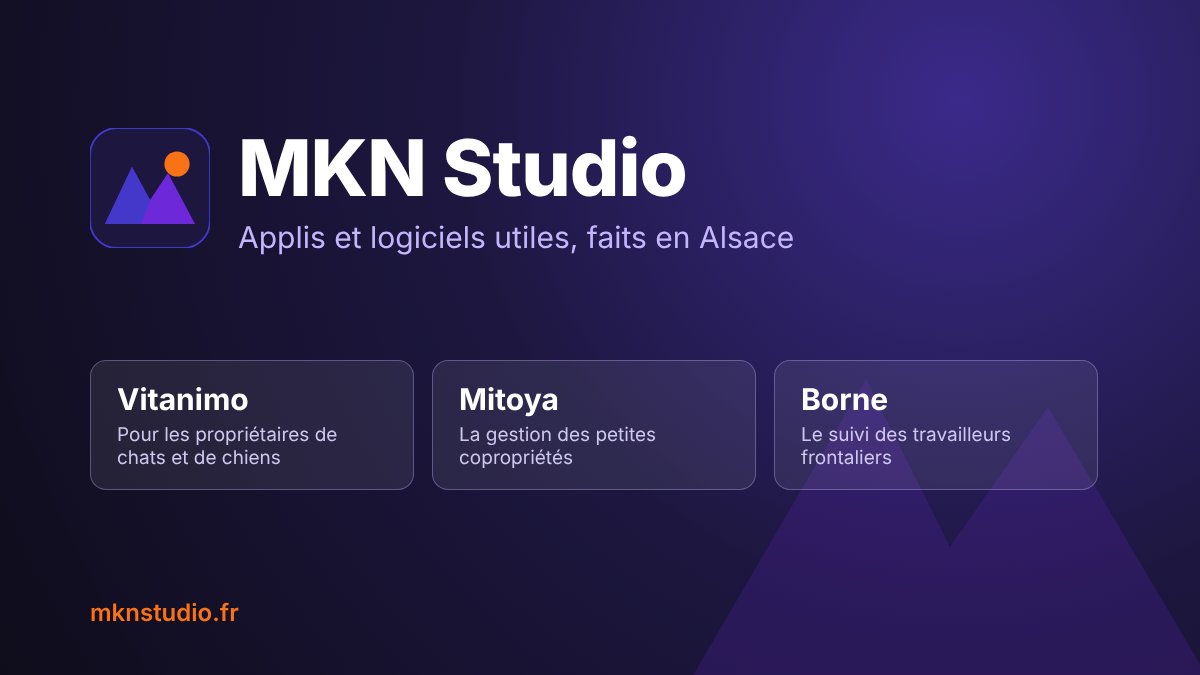 MKN Studio
Applis et logiciels utiles, faits en Alsace
Vitanimo
Pour les propriétaires de
chats et de chiens
Mitoya
La gestion des petites
copropriétés
Borne
Le suivi des travailleurs
frontaliers
mknstudio.fr